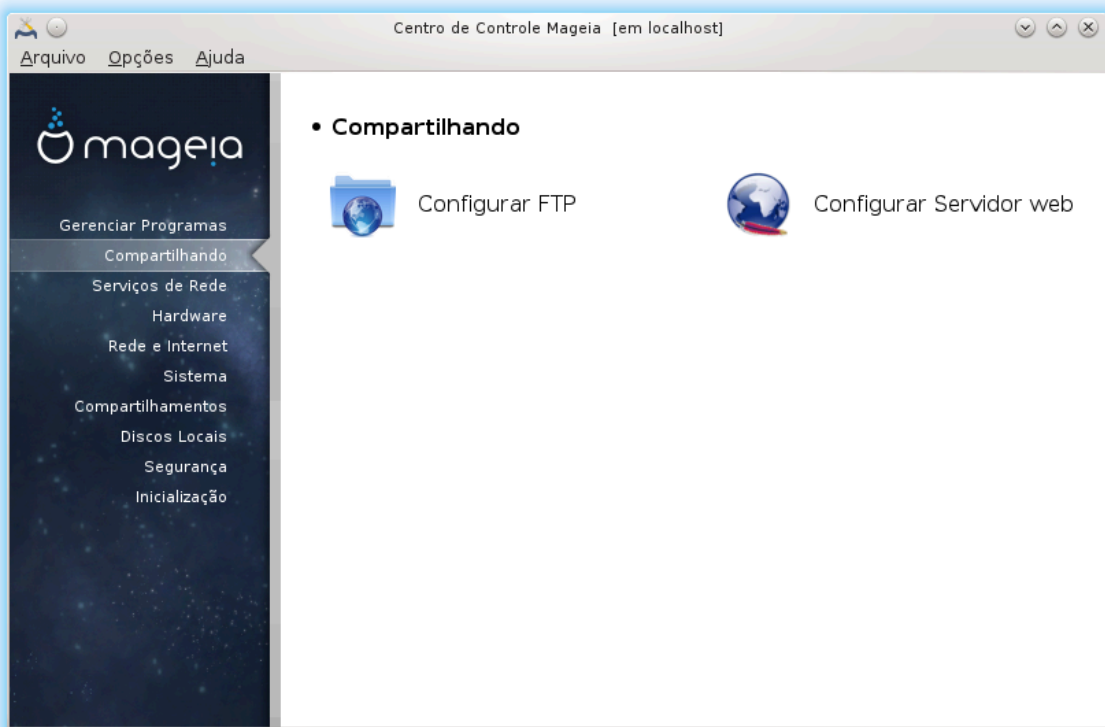 Centro de Controle Mageia [em localhost]
Arquivo Opções Ajuda
mageia
Gerenciar Programas
Compartilhando
Serviços de Rede
Hardware
Rede e Internet
Sistema
Compartilhamentos
Discos Locais
Segurança
Inicialização
• Compartilhando
Configurar FTP Configurar Servidor web